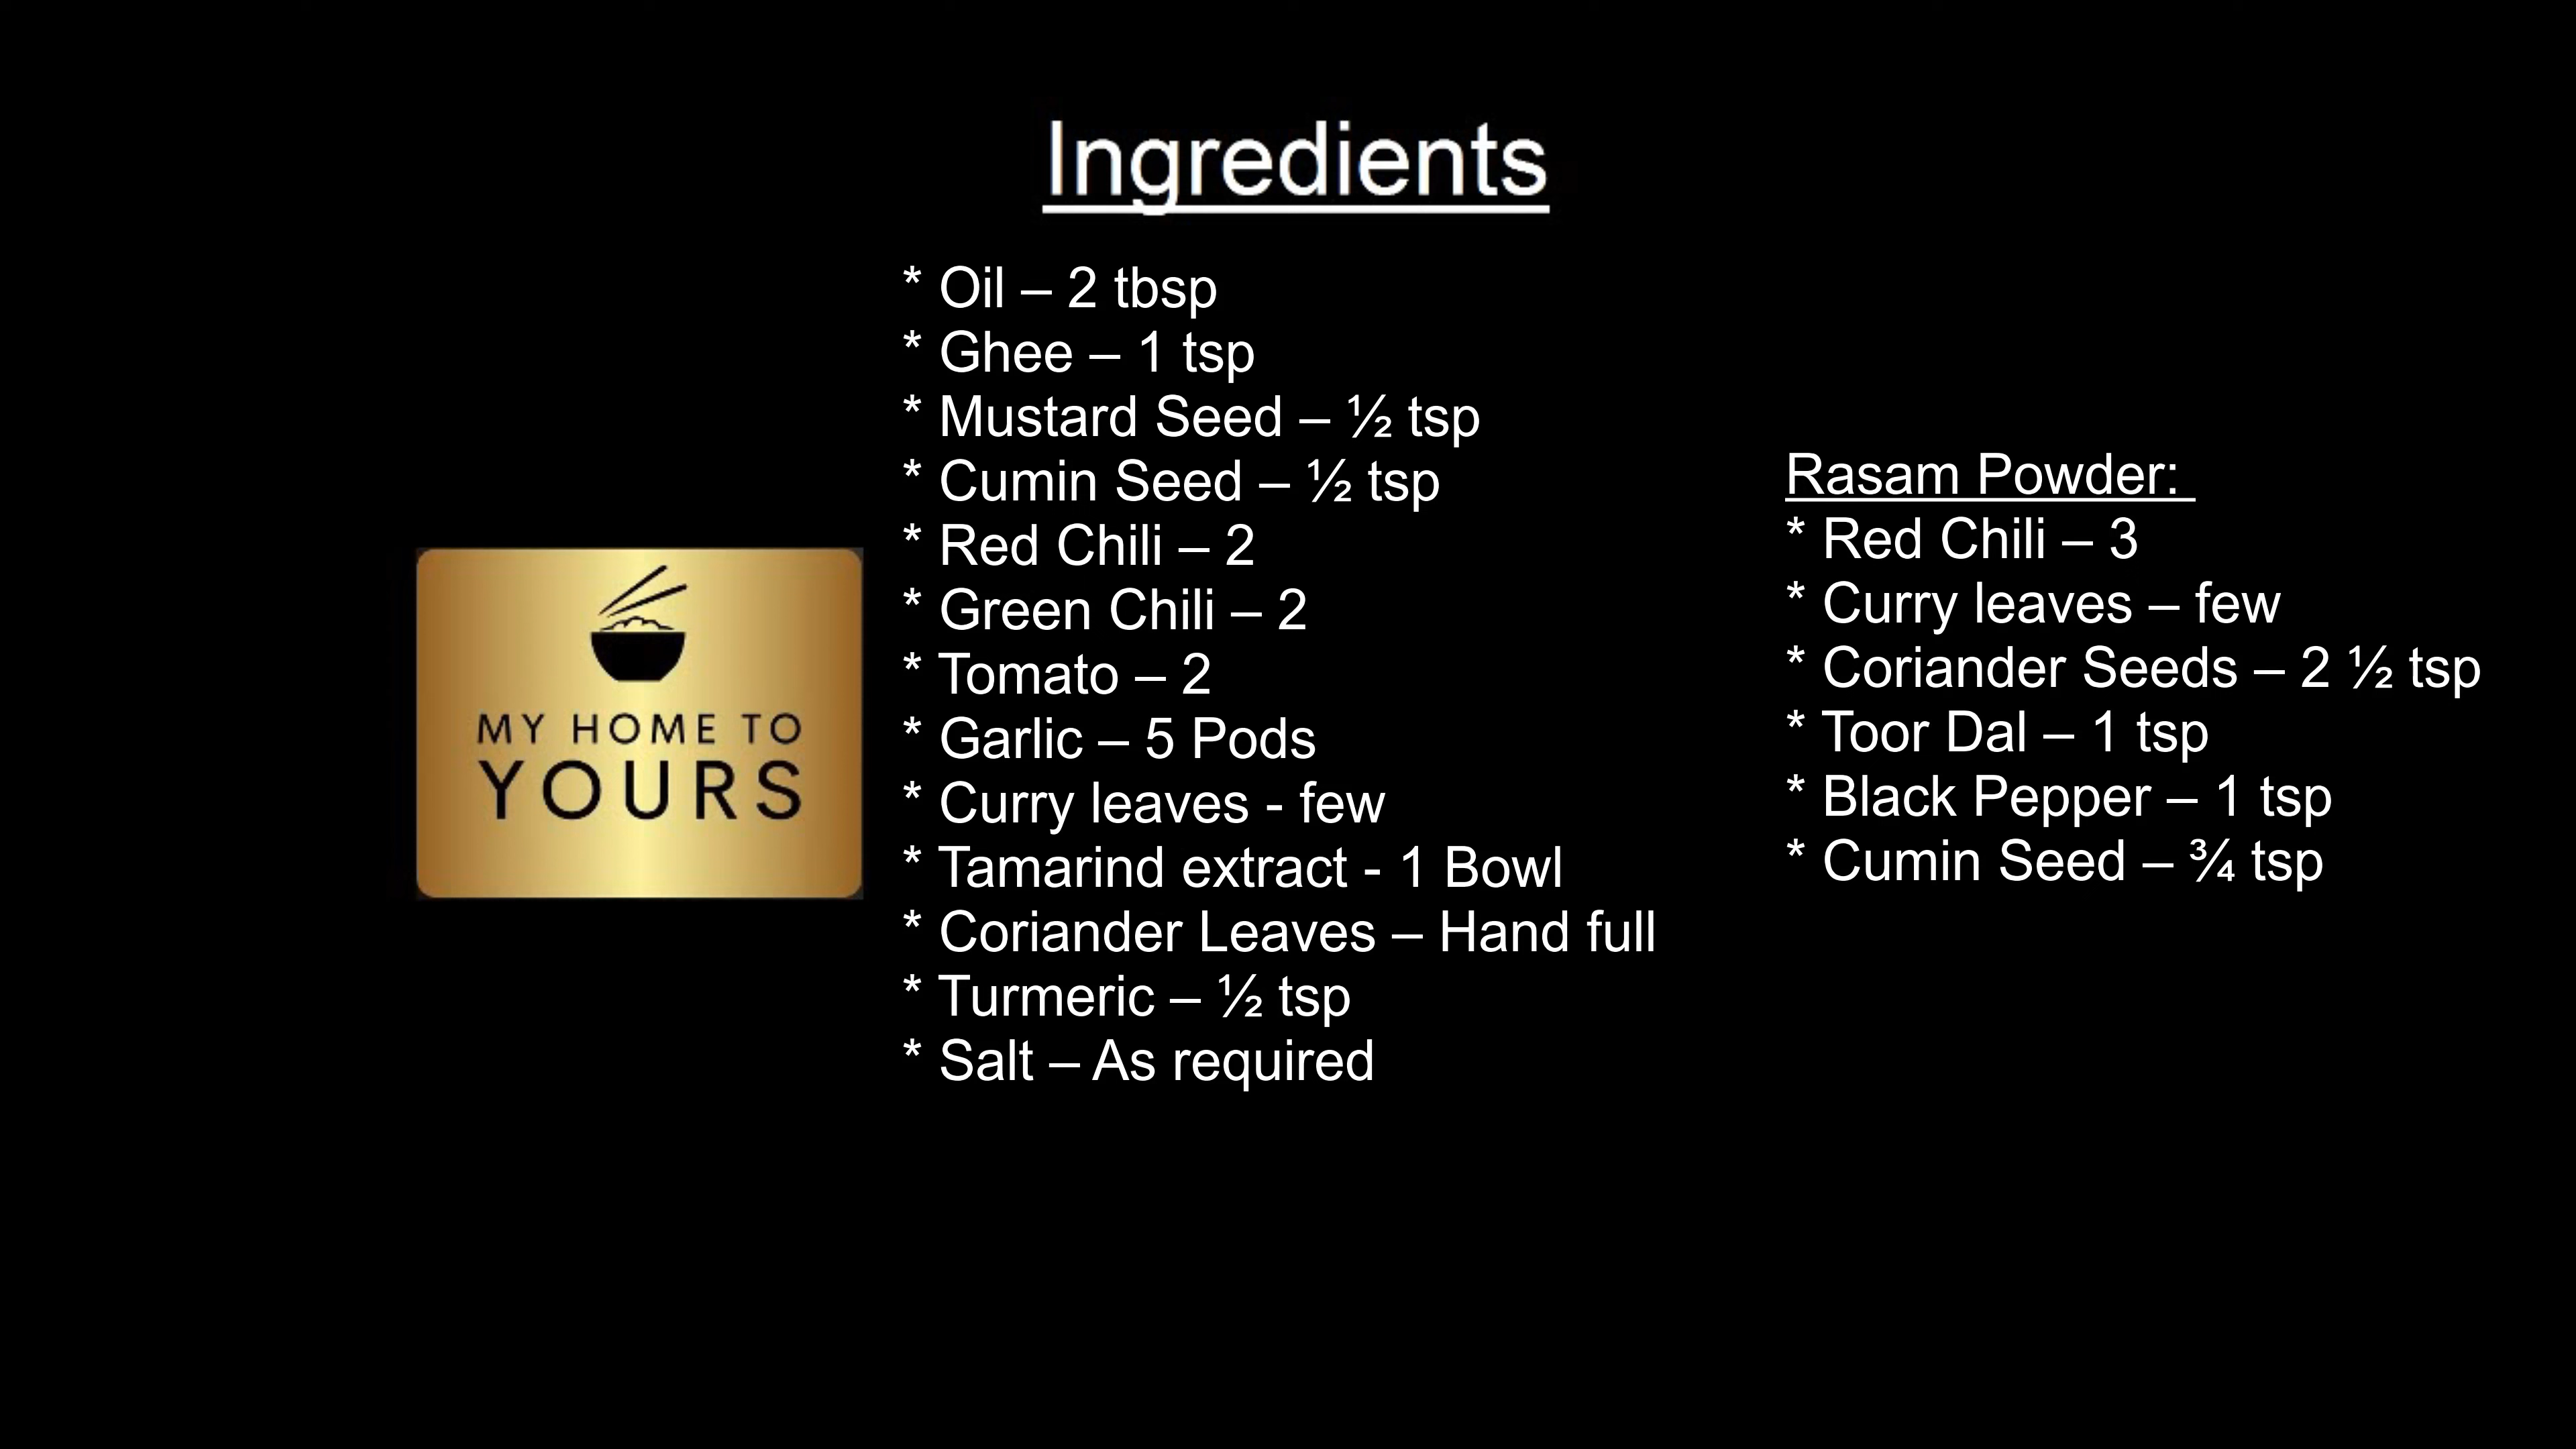 Ingredients
* Oil – 2 tbsp
* Ghee – 1 tsp
* Mustard Seed – ½ tsp
* Cumin Seed – ½ tsp
* Red Chili – 2
* Green Chili – 2
* Tomato – 2
* Garlic – 5 Pods
* Curry leaves - few
* Tamarind extract - 1 Bowl
* Coriander Leaves – Hand full
* Turmeric – ½ tsp
* Salt – As required
Rasam Powder:
* Red Chili – 3
* Curry leaves – few
* Coriander Seeds – 2 ½ tsp
* Toor Dal – 1 tsp
* Black Pepper – 1 tsp
* Cumin Seed – ¾ tsp
MY HOME TO
YOURS